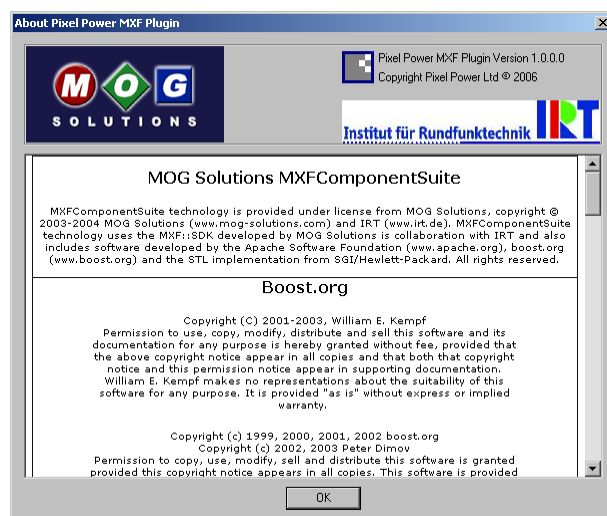 About Pixel Power MXF Plugin
MOG
SOLUTIONS
Pixel Power MXF Plugin Version 1.0.0.0
Copyright Pixel Power Ltd © 2006
Institut für Rundfunktechnik IRT
MOG Solutions MXFComponentSuite
MXFComponentSuite technology is provided under license from MOG Solutions, copyright ©
2003-2004 MOG Solutions (www.mog-solutions.com) and IRT (www.irt.de). MXFComponentSuite
technology uses the MXF::SDK developed by MOG Solutions is collaboration with IRT and also
includes software developed by the Apache Software Foundation (www.apache.org), boost.org
(www.boost.org) and the STL implementation from SGI/Hewlett-Packard. All rights reserved.
Boost.org
Copyright (C) 2001-2003, William E. Kempf
Permission to use, copy, modify, distribute and sell this software and its
documentation for any purpose is hereby granted without fee, provided that
the above copyright notice appear in all copies and that both that copyright
notice and this permission notice appear in supporting documentation.
William E. Kempf makes no representations about the suitability of this
software for any purpose. It is provided "as is" without express or implied
warranty.
Copyright (c) 1999, 2000, 2001, 2002 boost.org
Copyright (c) 2002, 2003 Peter Dimov
Permission to copy, use, modify, sell and distribute this software is granted
provided this copyright notice appears in all copies. This software is provided
OK